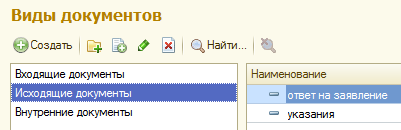 Виды документов
Создать Найти...
Входящие документы
Исходящие документы
Внутренние документы
Наименование
ответ на заявление
указания